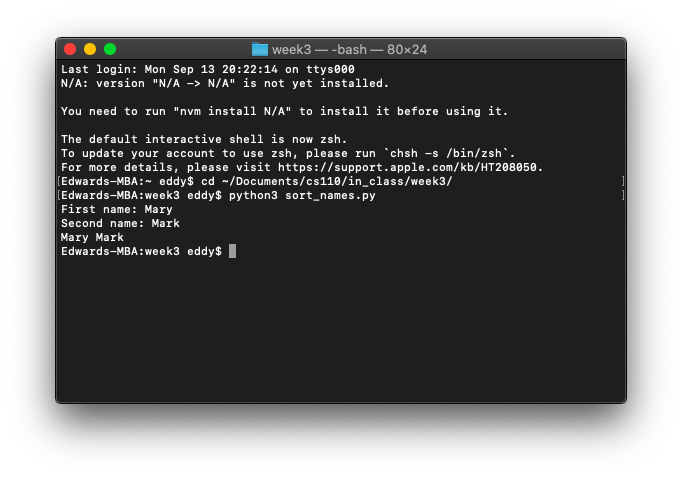 week3 — -bash — 80×24
Last login: Mon Sep 13 20:22:14 on ttys000
N/A: version "N/A -> N/A" is not yet installed.
You need to run "nvm install N/A" to install it before using it.
The default interactive shell is now zsh.
To update your account to use zsh, please run `chsh -s /bin/zsh`.
For more details, please visit https://support.apple.com/kb/HT208050.
[Edwards-MBA:~ eddy$ cd ~/Documents/cs110/in_class/week3/ ]
[Edwards-MBA:week3 eddy$ python3 sort_names.py ]
First name: Mary
Second name: Mark
Mary Mark
Edwards-MBA:week3 eddy$